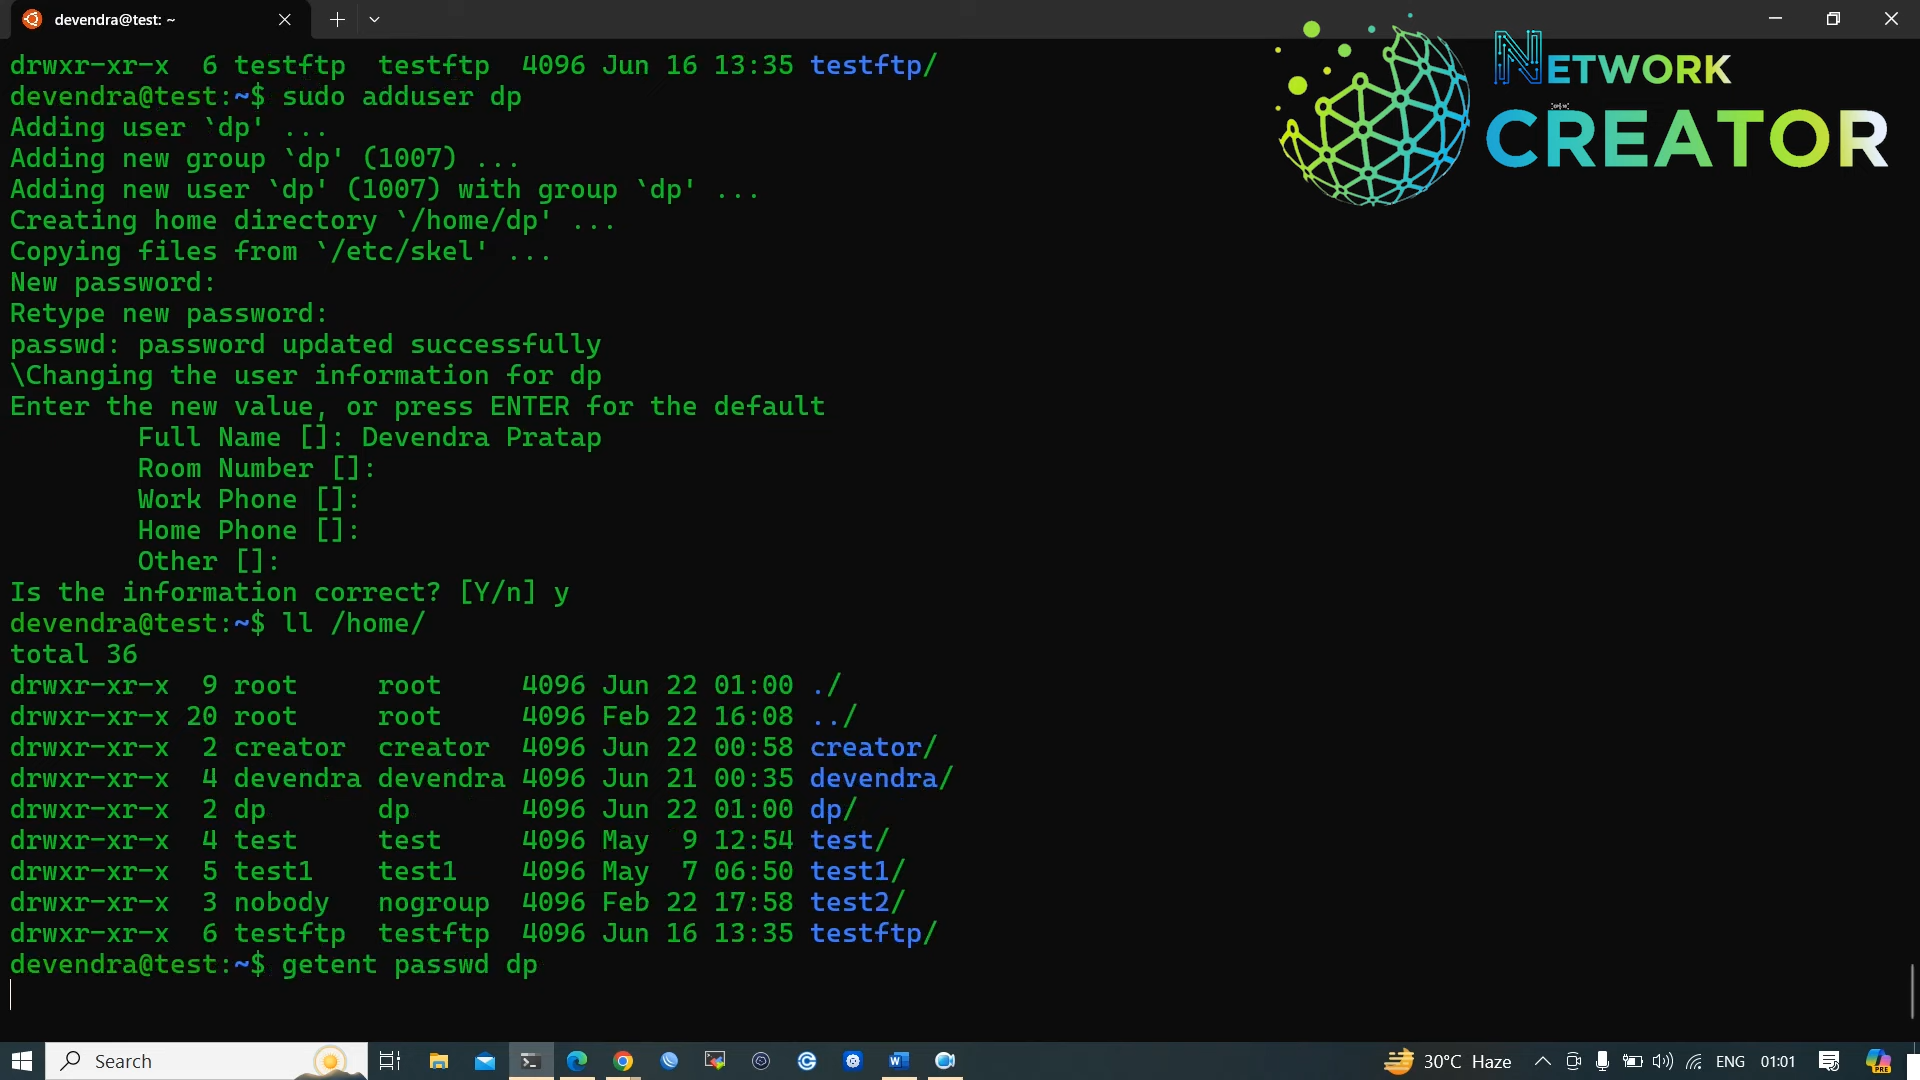 devendra@test: ~
NETWORK
CREATOR
drwxr-xr-x  6 testftp  testftp  4096 Jun 16 13:35 testftp/
devendra@test:~$ sudo adduser dp
Adding user `dp' ...
Adding new group `dp' (1007) ...
Adding new user `dp' (1007) with group `dp' ...
Creating home directory `/home/dp' ...
Copying files from `/etc/skel' ...
New password:
Retype new password:
passwd: password updated successfully
\Changing the user information for dp
Enter the new value, or press ENTER for the default
        Full Name []: Devendra Pratap
        Room Number []:
        Work Phone []:
        Home Phone []:
        Other []:
Is the information correct? [Y/n] y
devendra@test:~$ ll /home/
total 36
drwxr-xr-x  9 root     root     4096 Jun 22 01:00 ./
drwxr-xr-x 20 root     root     4096 Feb 22 16:08 ../
drwxr-xr-x  2 creator  creator  4096 Jun 22 00:58 creator/
drwxr-xr-x  4 devendra devendra 4096 Jun 21 00:35 devendra/
drwxr-xr-x  2 dp       dp       4096 Jun 22 01:00 dp/
drwxr-xr-x  4 test     test     4096 May  9 12:54 test/
drwxr-xr-x  5 test1    test1    4096 May  7 06:50 test1/
drwxr-xr-x  3 nobody   nogroup  4096 Feb 22 17:58 test2/
drwxr-xr-x  6 testftp  testftp  4096 Jun 16 13:35 testftp/
devendra@test:~$ getent passwd dp
Search
30°C Haze
ENG
01:01
PRE